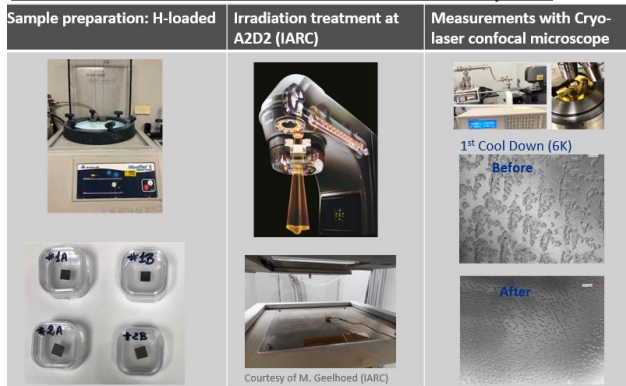 Sample preparation: H-loaded
Irradiation treatment at
A2D2 (IARC)
Measurements with Cryo-
laser confocal microscope
1st Cool Down (6K)
Before
After
#1A
#1B
#2A
#2B
Courtesy of M. Geelhoed (IARC)